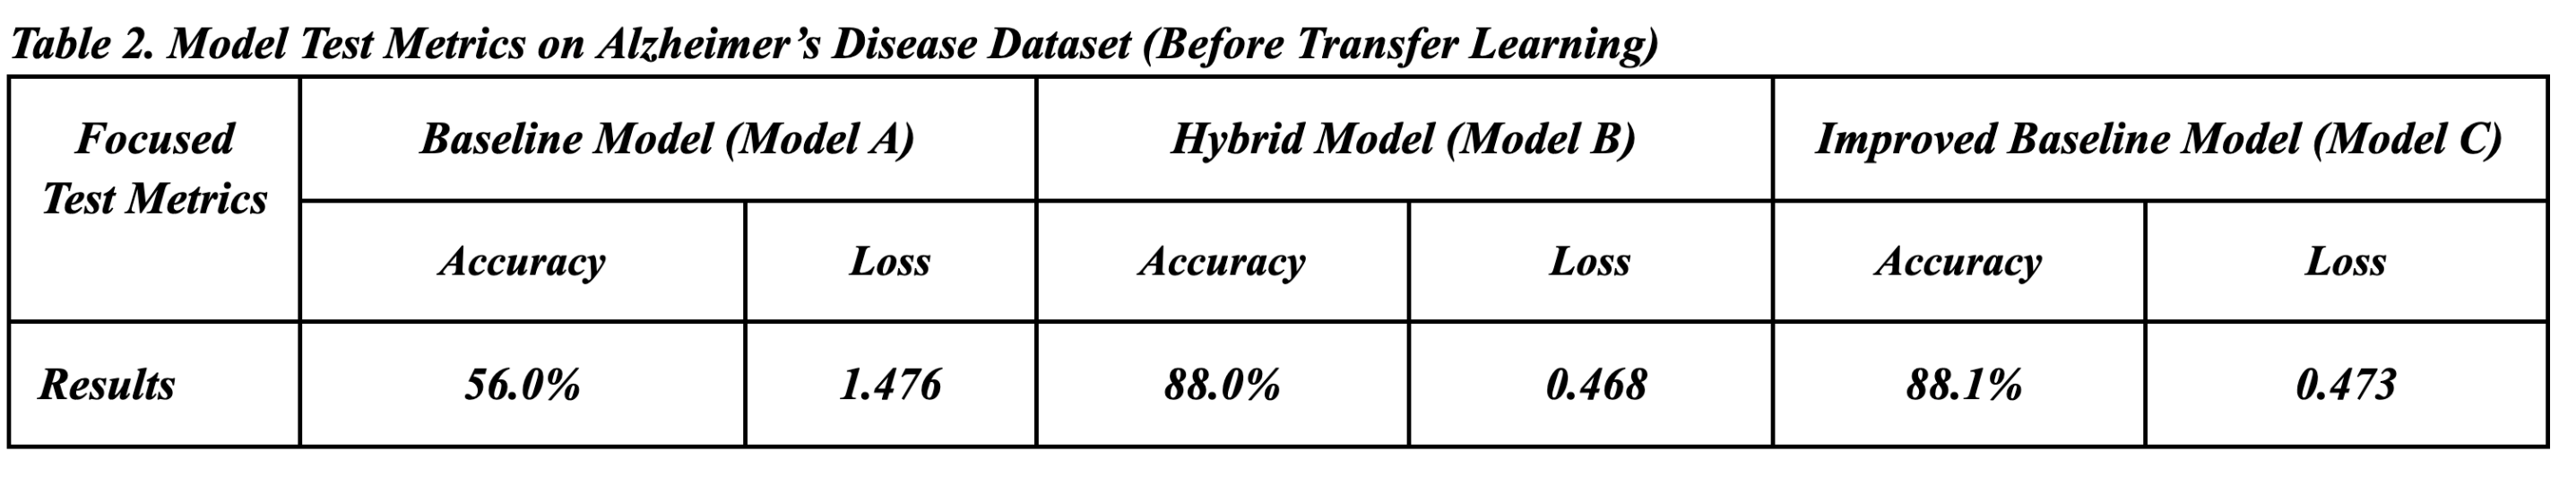 Table 2. Model Test Metrics on Alzheimer’s Disease Dataset (Before Transfer Learning)
Focused
Test Metrics
Baseline Model (Model A)
Hybrid Model (Model B)
Improved Baseline Model (Model C)
Accuracy
Loss
Accuracy
Loss
Accuracy
Loss
Results
56.0%
1.476
88.0%
0.468
88.1%
0.473